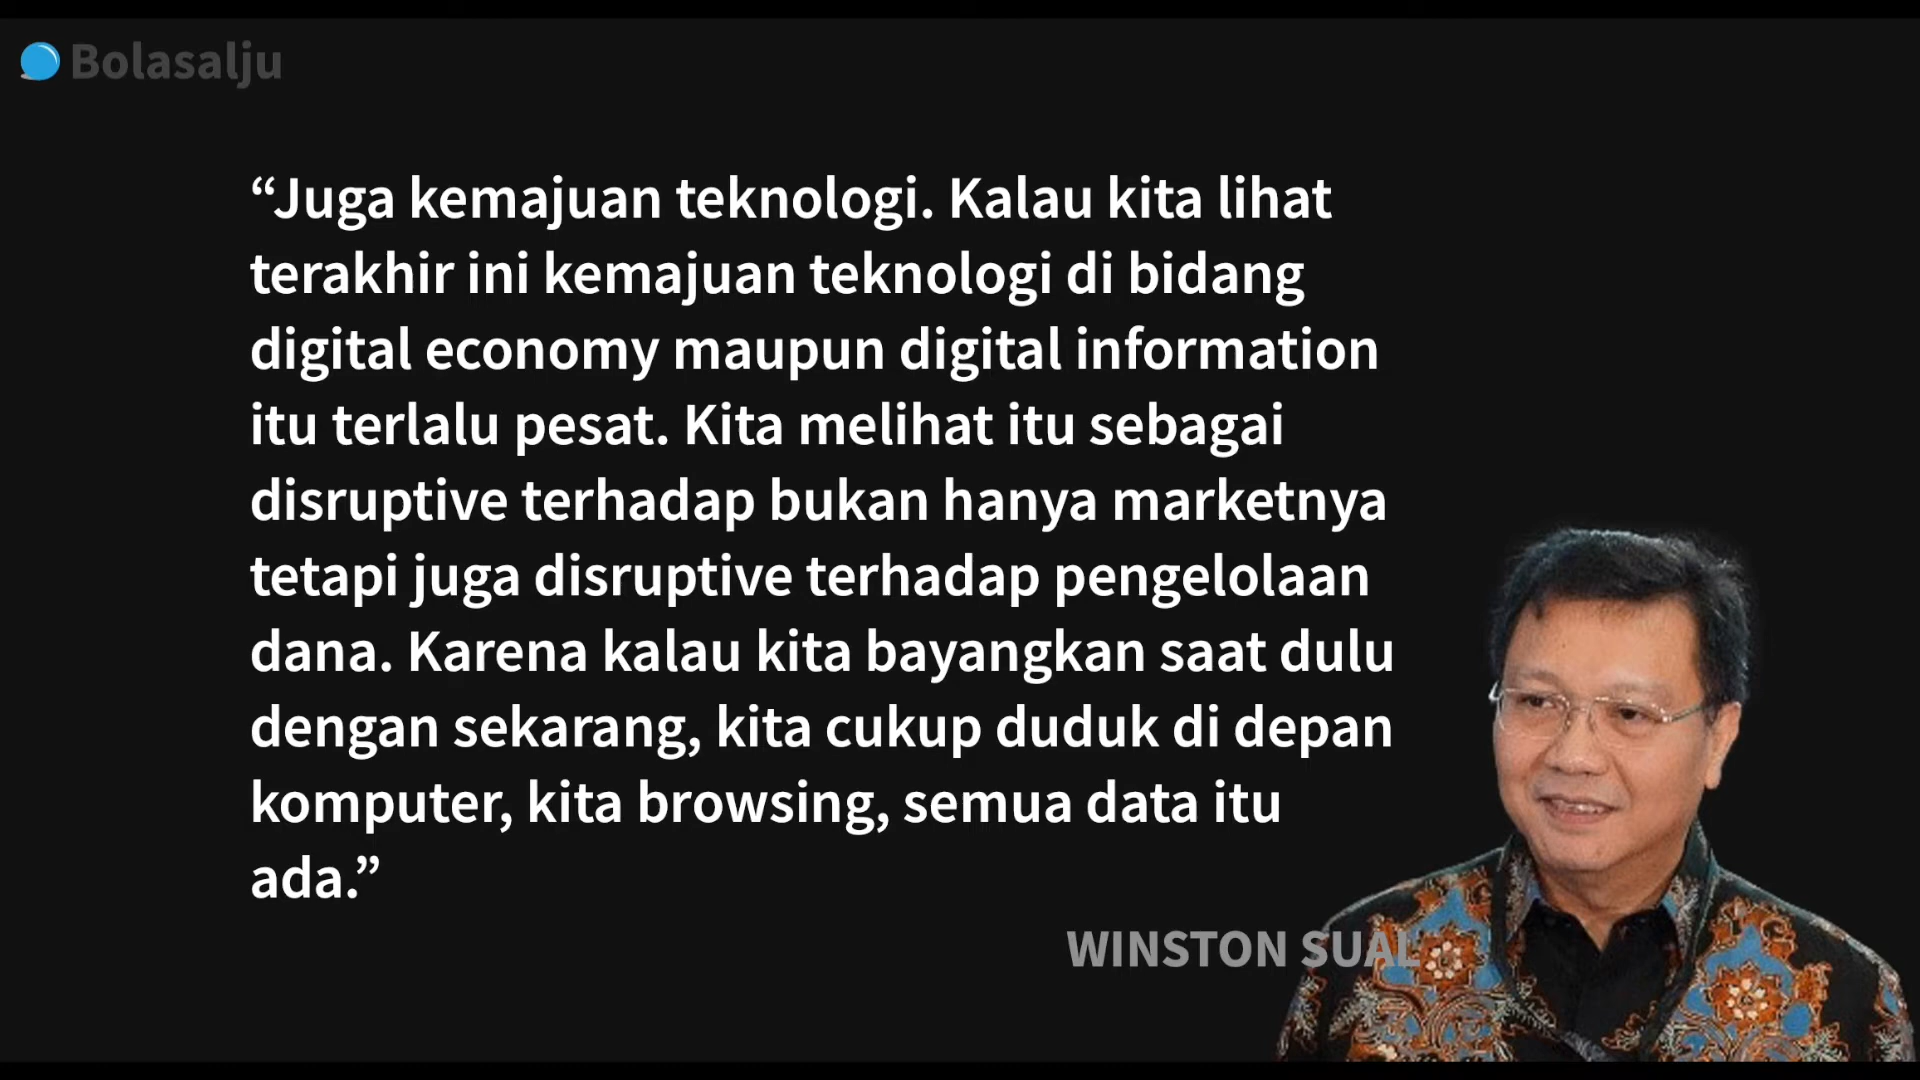 Bolasalju
“Juga kemajuan teknologi. Kalau kita lihat
terakhir ini kemajuan teknologi di bidang
digital economy maupun digital information
itu terlalu pesat. Kita melihat itu sebagai
disruptive terhadap bukan hanya marketnya
tetapi juga disruptive terhadap pengelolaan
dana. Karena kalau kita bayangkan saat dulu
dengan sekarang, kita cukup duduk di depan
komputer, kita browsing, semua data itu
ada.”
WINSTON SUAL